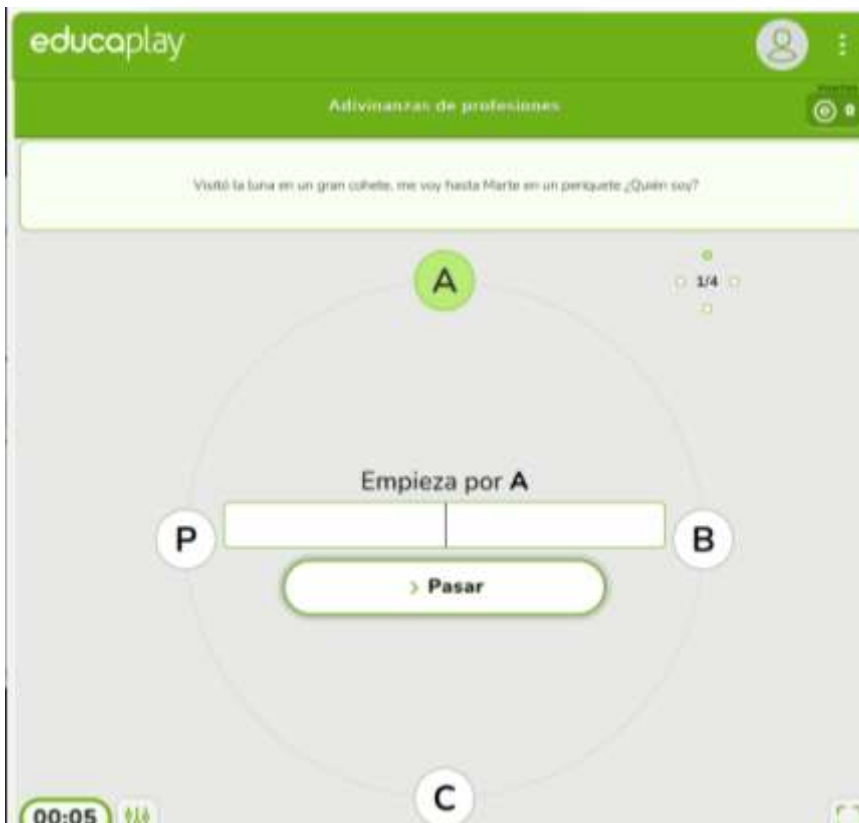 educaplay
Adivinanzas de profesiones
Visitó la luna en un gran cohete, me voy hasta Marte en un periquete ¿Quién soy?
A
1/4
Empieza por A
P
B
> Pasar
C
00:05